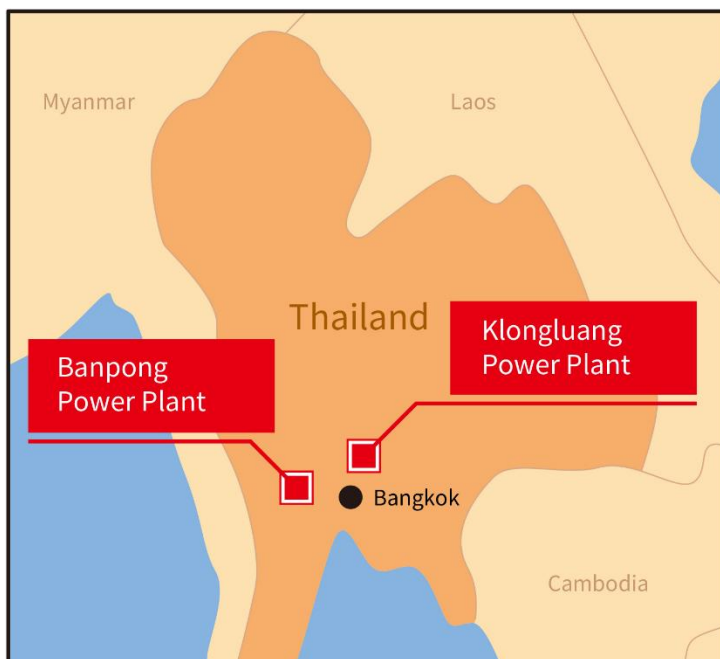 Myanmar
Laos
Thailand
Klongluang
Power Plant
Banpong
Power Plant
Bangkok
Cambodia